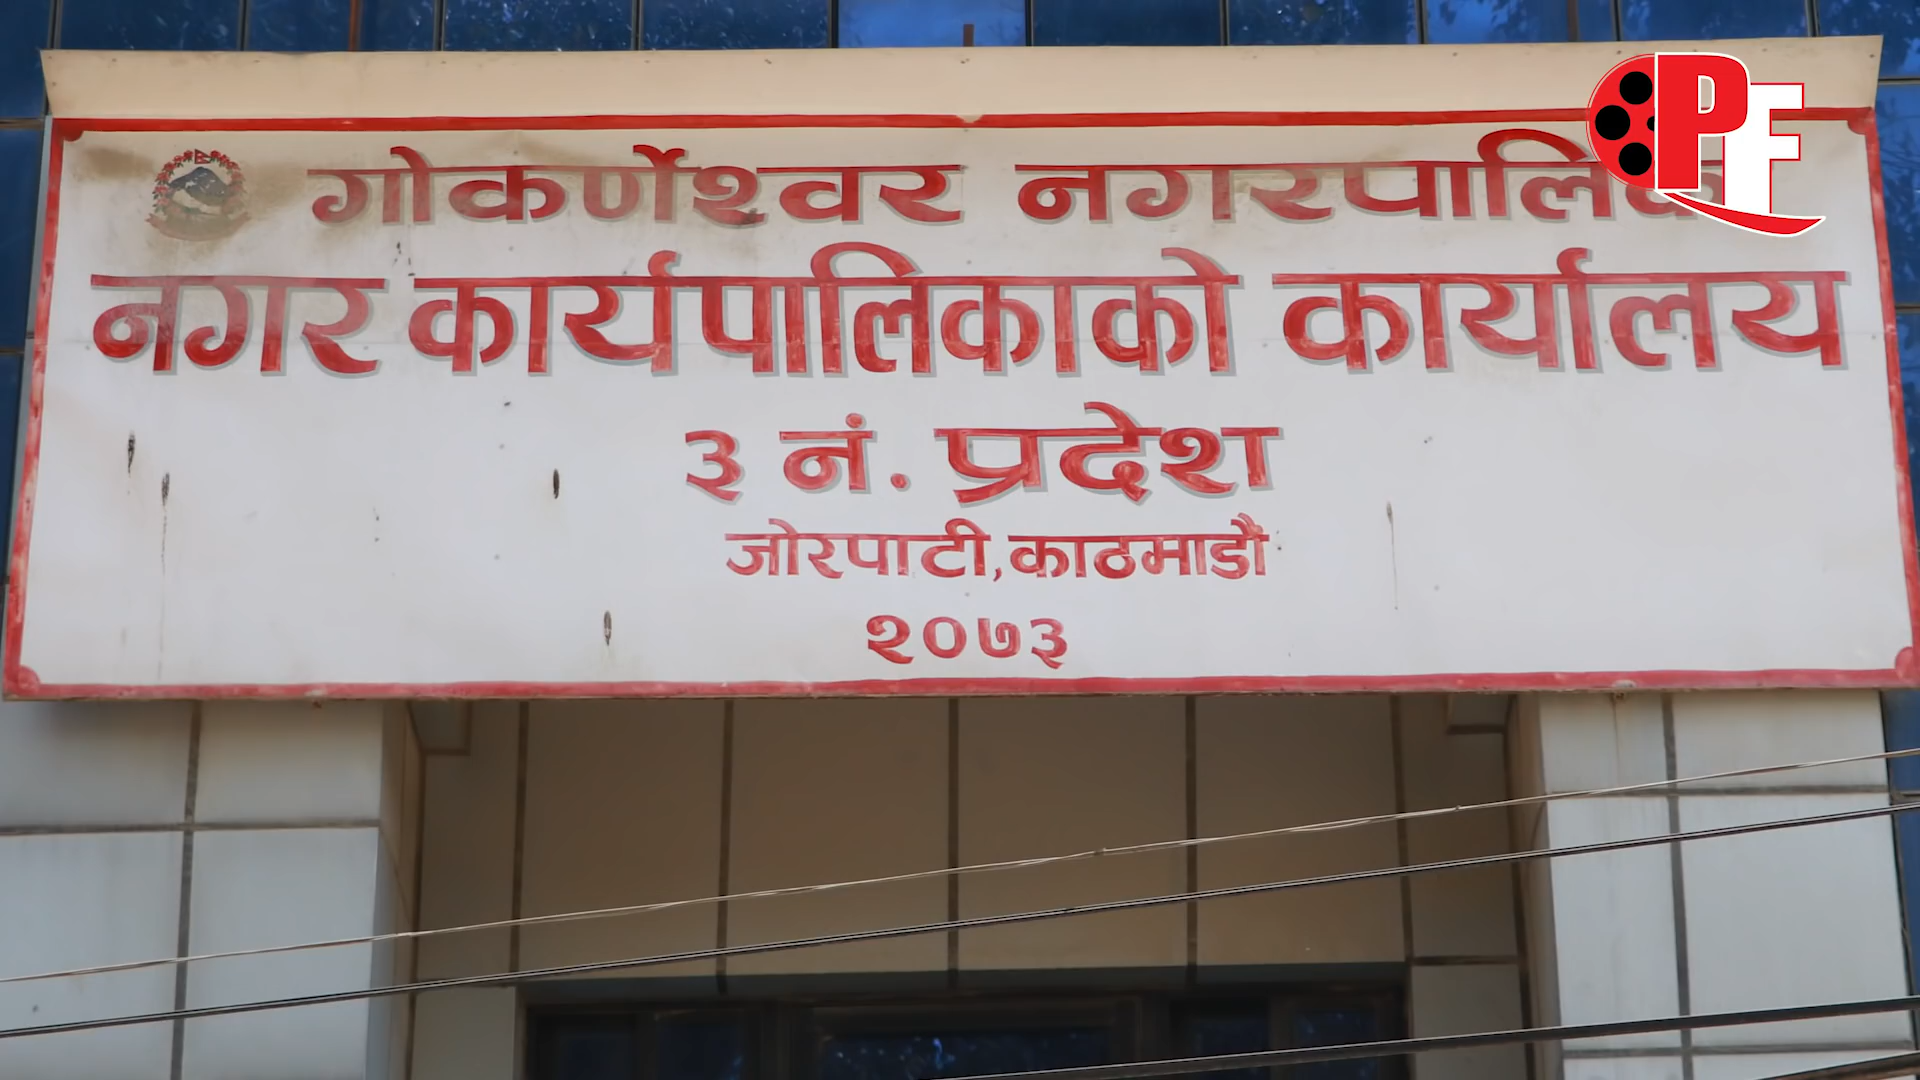 गोकर्णेश्वर नगरपालिका
नगर कार्यपालिकाको कार्यालय
३ नं. प्रदेश
जोरपाटी,काठमाडौं
२०७३
PF